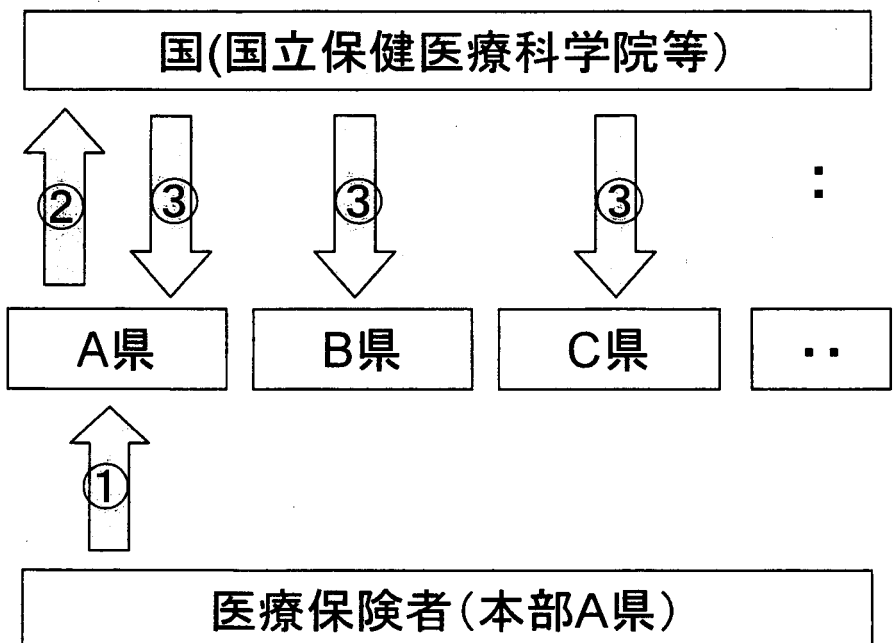 国(国立保健医療科学院等)
② ③ ③ ③ :
A県 B県 C県 ・・
①
医療保険者(本部A県)